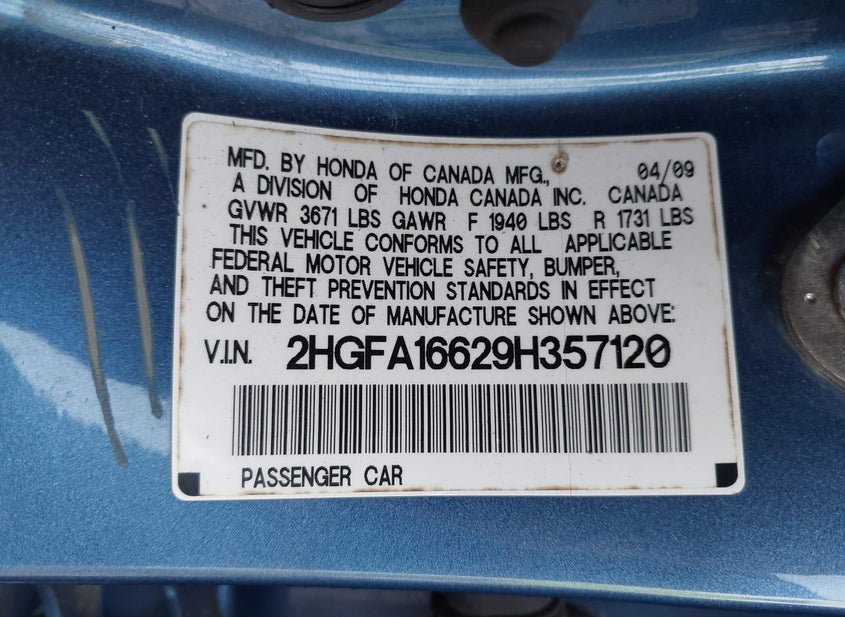 MFD. BY HONDA OF CANADA MFG., 04/09
A DIVISION OF HONDA CANADA INC. CANADA
GVWR 3671 LBS GAWR F 1940 LBS R 1731 LBS
THIS VEHICLE CONFORMS TO ALL APPLICABLE
FEDERAL MOTOR VEHICLE SAFETY, BUMPER,
AND THEFT PREVENTION STANDARDS IN EFFECT
ON THE DATE OF MANUFACTURE SHOWN ABOVE:
V.I.N. 2HGFA16629H357120
PASSENGER CAR